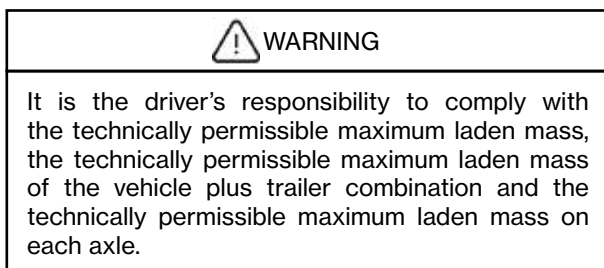 WARNING
It is the driver’s responsibility to comply with
the technically permissible maximum laden mass,
the technically permissible maximum laden mass
of the vehicle plus trailer combination and the
technically permissible maximum laden mass on
each axle.